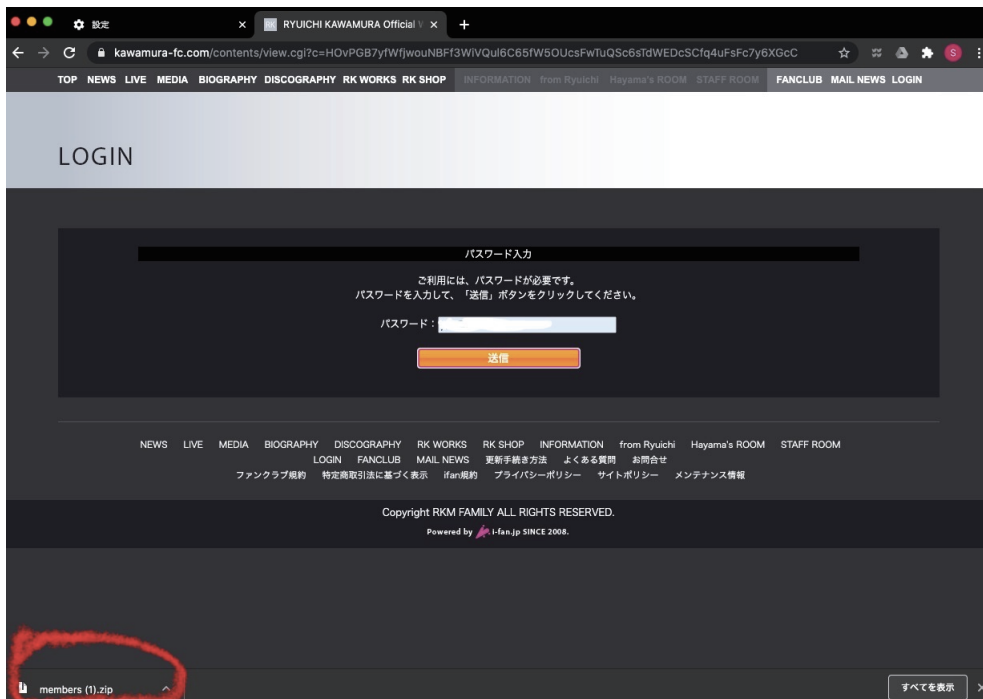 設定
RK RYUICHI KAWAMURA Official
kawamura-fc.com/contents/view.cgi?c=HOvPGB7yfWfjwouNBFf3WiVQul6C65fW5OUcsFwTuQSc6sTdWEDcSCfq4uFsFc7y6XGcC
S
TOP NEWS LIVE MEDIA BIOGRAPHY DISCOGRAPHY RK WORKS RK SHOP INFORMATION from Ryuichi Hayama's ROOM STAFF ROOM FANCLUB MAIL NEWS LOGIN
LOGIN
パスワード入力
ご利用には、パスワードが必要です。
パスワードを入力して、「送信」ボタンをクリックしてください。
パスワード：
送信
NEWS LIVE MEDIA BIOGRAPHY DISCOGRAPHY RK WORKS RK SHOP INFORMATION from Ryuichi Hayama's ROOM STAFF ROOM
LOGIN FANCLUB MAIL NEWS 更新手続き方法 よくある質問 お問合せ
ファンクラブ規約 特定商取引法に基づく表示 ifan規約 プライバシーポリシー サイトポリシー メンテナンス情報
Copyright RKM FAMILY ALL RIGHTS RESERVED.
Powered by i-fan.jp SINCE 2008.
members (1).zip
すべてを表示